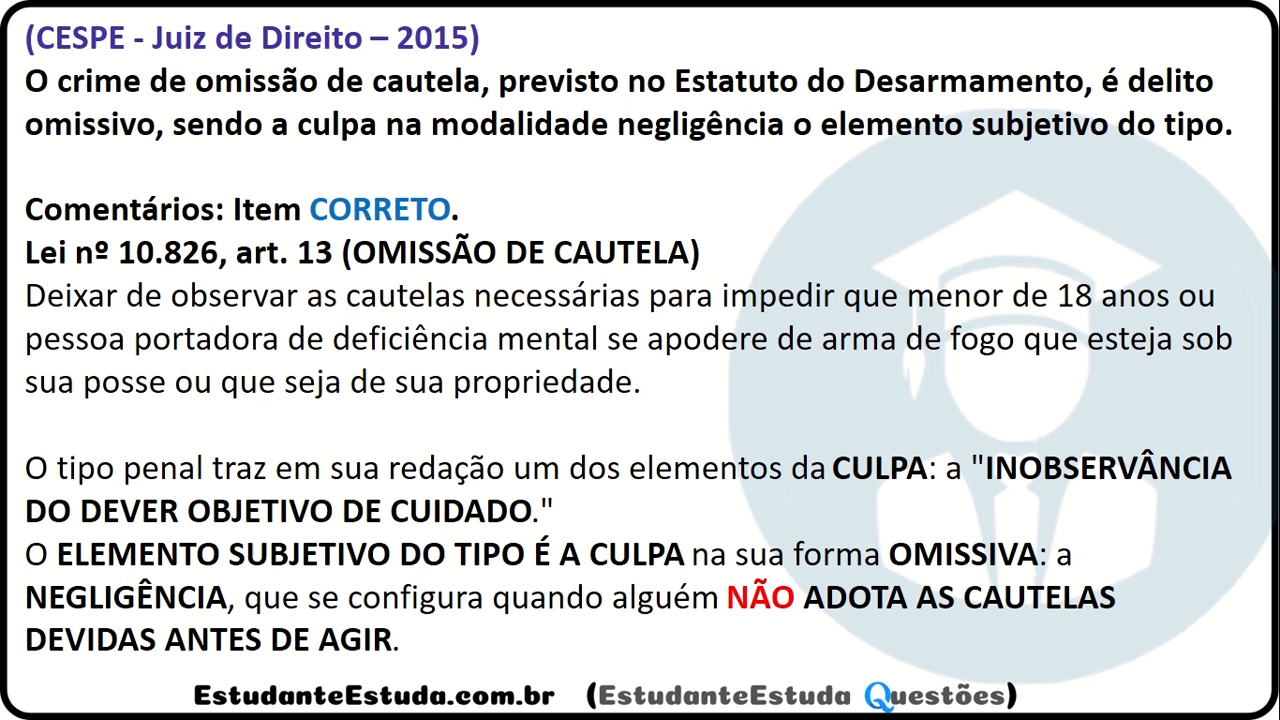 (CESPE - Juiz de Direito – 2015)
O crime de omissão de cautela, previsto no Estatuto do Desarmamento, é delito
omissivo, sendo a culpa na modalidade negligência o elemento subjetivo do tipo.
Comentários: Item CORRETO.
Lei nº 10.826, art. 13 (OMISSÃO DE CAUTELA)
Deixar de observar as cautelas necessárias para impedir que menor de 18 anos ou
pessoa portadora de deficiência mental se apodere de arma de fogo que esteja sob
sua posse ou que seja de sua propriedade.
O tipo penal traz em sua redação um dos elementos da CULPA: a "INOBSERVÂNCIA
DO DEVER OBJETIVO DE CUIDADO."
O ELEMENTO SUBJETIVO DO TIPO É A CULPA na sua forma OMISSIVA: a
NEGLIGÊNCIA, que se configura quando alguém NÃO ADOTA AS CAUTELAS
DEVIDAS ANTES DE AGIR.
EstudanteEstuda.com.br (EstudanteEstuda Questões)